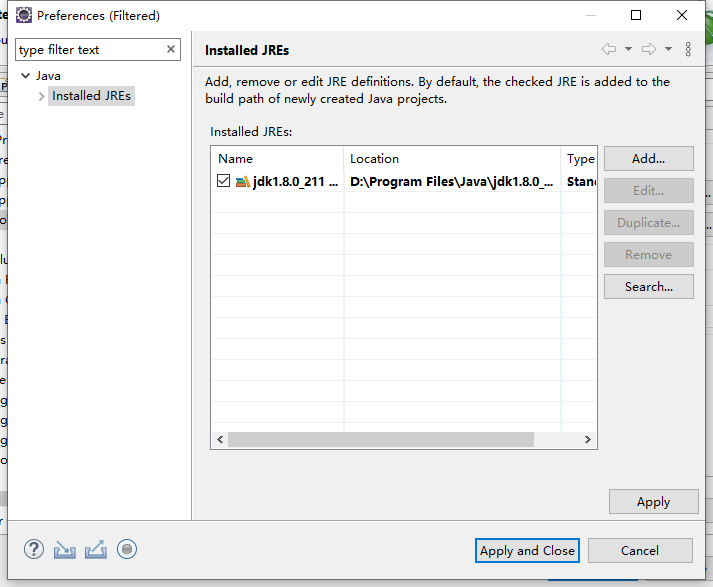 Preferences (Filtered)
type filter text
Java
Installed JREs
Installed JREs
Add, remove or edit JRE definitions. By default, the checked JRE is added to the
build path of newly created Java projects.
Installed JREs:
Name Location Type
jdk1.8.0_211 ... D:\Program Files\Java\jdk1.8.0_... Stand
Add...
Edit...
Duplicate...
Remove
Search...
Apply
Apply and Close
Cancel